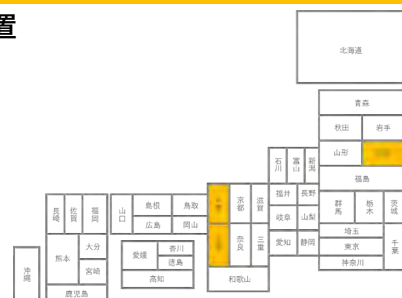 置
北海道
青森
秋田 岩手
山形
石川 富山 新潟
福島
福井 長野
群馬 栃木 茨城
岐阜 山梨
愛知 静岡
埼玉
東京
神奈川
千葉
京都 滋賀
奈良 三重
和歌山
山口 島根 鳥取
広島 岡山
愛媛 香川
徳島
高知
長崎 佐賀 福岡
熊本 大分
宮崎
鹿児島
沖縄